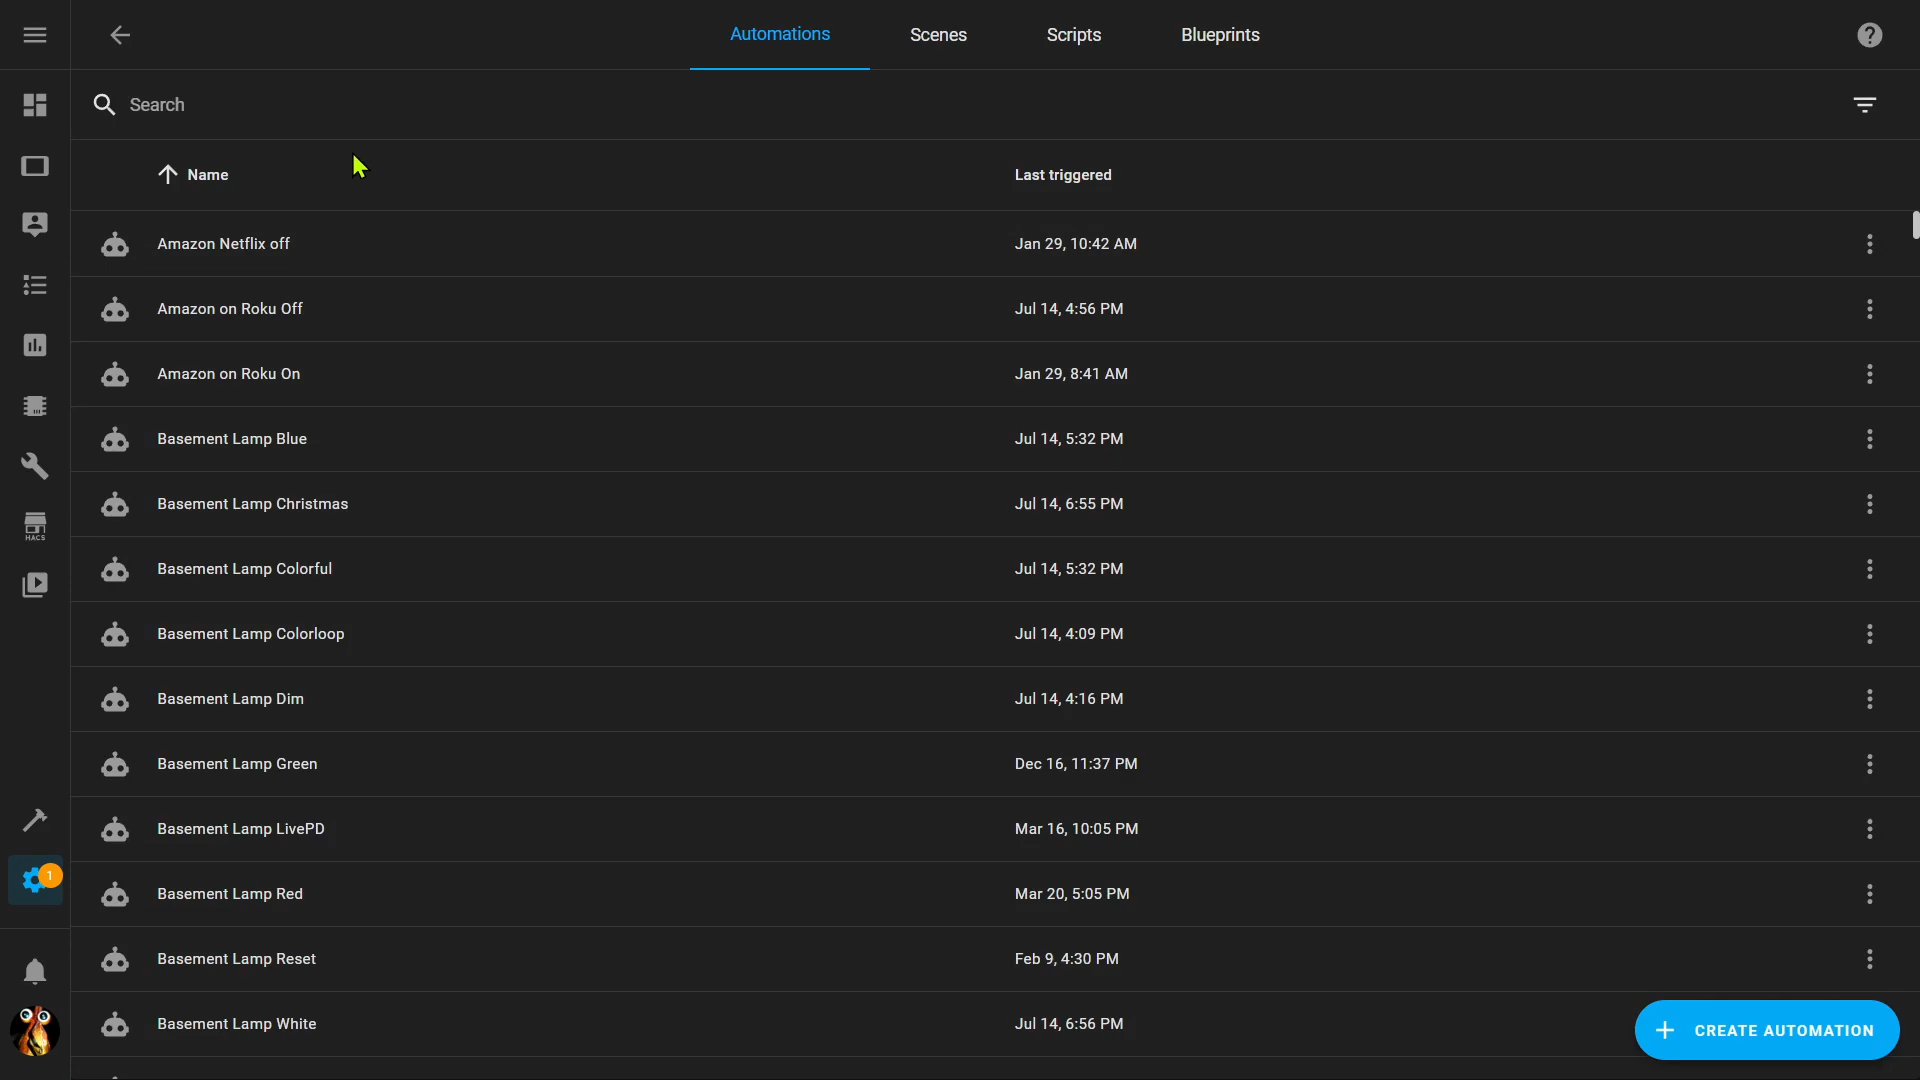 Automations
Scenes
Scripts
Blueprints
Search
Name
Last triggered
Amazon Netflix off
Jan 29, 10:42 AM
Amazon on Roku Off
Jul 14, 4:56 PM
Amazon on Roku On
Jan 29, 8:41 AM
Basement Lamp Blue
Jul 14, 5:32 PM
Basement Lamp Christmas
Jul 14, 6:55 PM
HACS
Basement Lamp Colorful
Jul 14, 5:32 PM
Basement Lamp Colorloop
Jul 14, 4:09 PM
Basement Lamp Dim
Jul 14, 4:16 PM
Basement Lamp Green
Dec 16, 11:37 PM
Basement Lamp LivePD
Mar 16, 10:05 PM
1
Basement Lamp Red
Mar 20, 5:05 PM
Basement Lamp Reset
Feb 9, 4:30 PM
Basement Lamp White
Jul 14, 6:56 PM
CREATE AUTOMATION